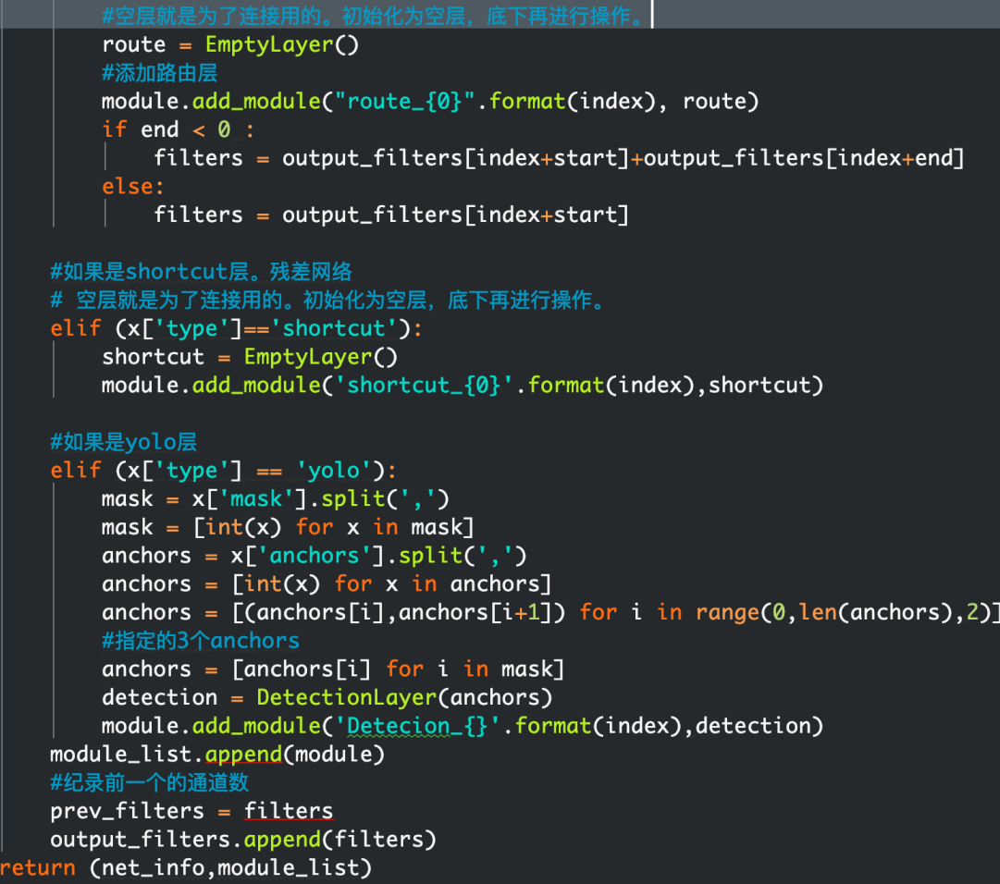 #空层就是为了连接用的。初始化为空层，底下再进行操作。
route = EmptyLayer()
#添加路由层
module.add_module("route_{0}".format(index), route)
if end < 0 :
filters = output_filters[index+start]+output_filters[index+end]
else:
filters = output_filters[index+start]
#如果是shortcut层。残差网络
# 空层就是为了连接用的。初始化为空层，底下再进行操作。
elif (x['type']=='shortcut'):
shortcut = EmptyLayer()
module.add_module('shortcut_{0}'.format(index),shortcut)
#如果是yolo层
elif (x['type'] == 'yolo'):
mask = x['mask'].split(',')
mask = [int(x) for x in mask]
anchors = x['anchors'].split(',')
anchors = [int(x) for x in anchors]
anchors = [(anchors[i],anchors[i+1]) for i in range(0,len(anchors),2)]
#指定的3个anchors
anchors = [anchors[i] for i in mask]
detection = DetectionLayer(anchors)
module.add_module('Detecion_{}'.format(index),detection)
module_list.append(module)
#纪录前一个的通道数
prev_filters = filters
output_filters.append(filters)
return (net_info,module_list)